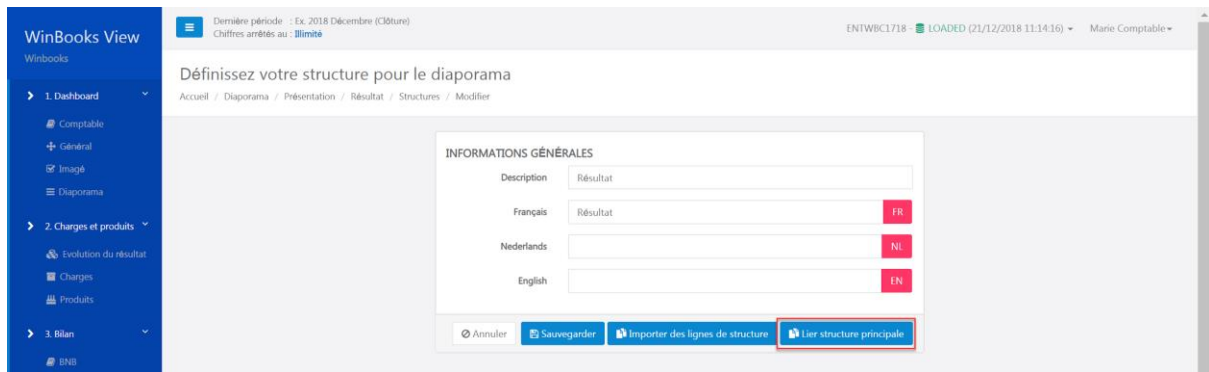 WinBooks View
Winbooks
1. Dashboard
Comptable
Général
Imagé
Diaporama
2. Charges et produits
Evolution du résultat
Charges
Produits
3. Bilan
BNB
Dernière période : Ex. 2018 Décembre (Clôture)
Chiffres arrêtés au : Illimité
ENTWBC1718 - LOADED (21/12/2018 11:14:16) Marie Comptable
Définissez votre structure pour le diaporama
Accueil / Diaporama / Présentation / Résultat / Structures / Modifier
INFORMATIONS GÉNÉRALES
Description Résultat
Français Résultat FR
Nederlands NL
English EN
Annuler Sauvegarder Importer des lignes de structure Lier structure principale